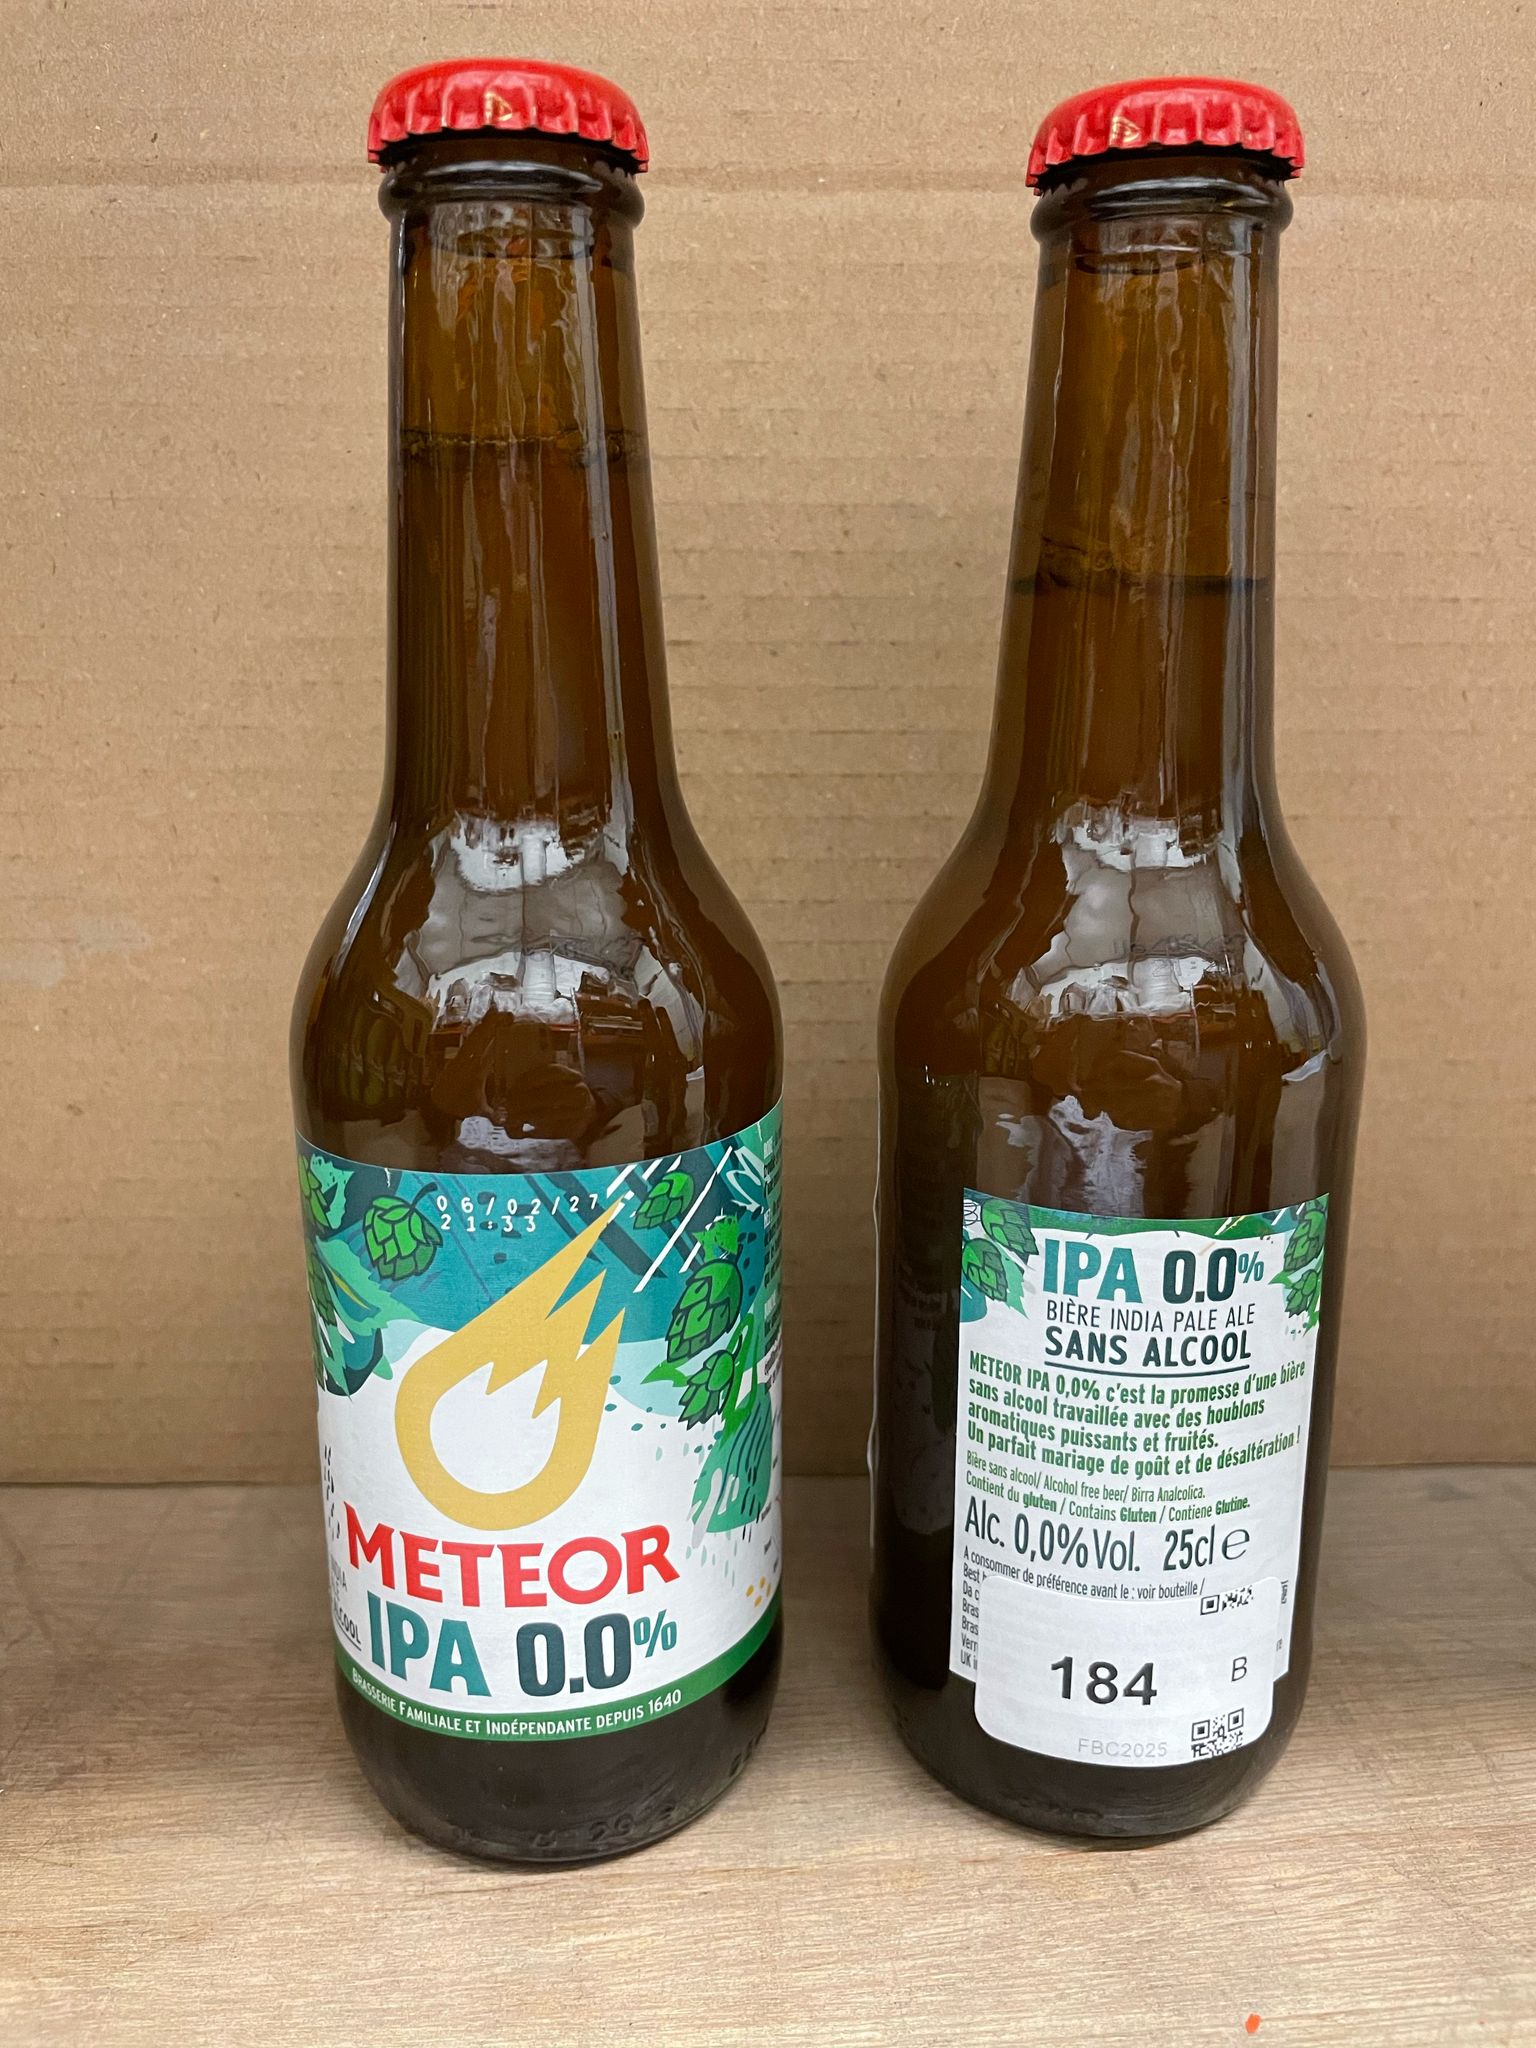 06/02/27
21:33
METEOR
IPA 0.0%
BRASSERIE FAMILIALE ET INDÉPENDANTE DEPUIS 1640
IPA 0.0%
BIÈRE INDIA PALE ALE
SANS ALCOOL
METEOR IPA 0,0% c'est la promesse d'une bière
sans alcool travaillée avec des houblons
aromatiques puissants et fruités.
Un parfait mariage de goût et de désaltération !
Bière sans alcool/ Alcohol free beer/ Birra Analcolica.
Contient du gluten / Contains Gluten / Contiene Glutine.
Alc. 0,0% Vol. 25cl e
A consommer de préférence avant le : voir bouteille /
184
B
FBC2025